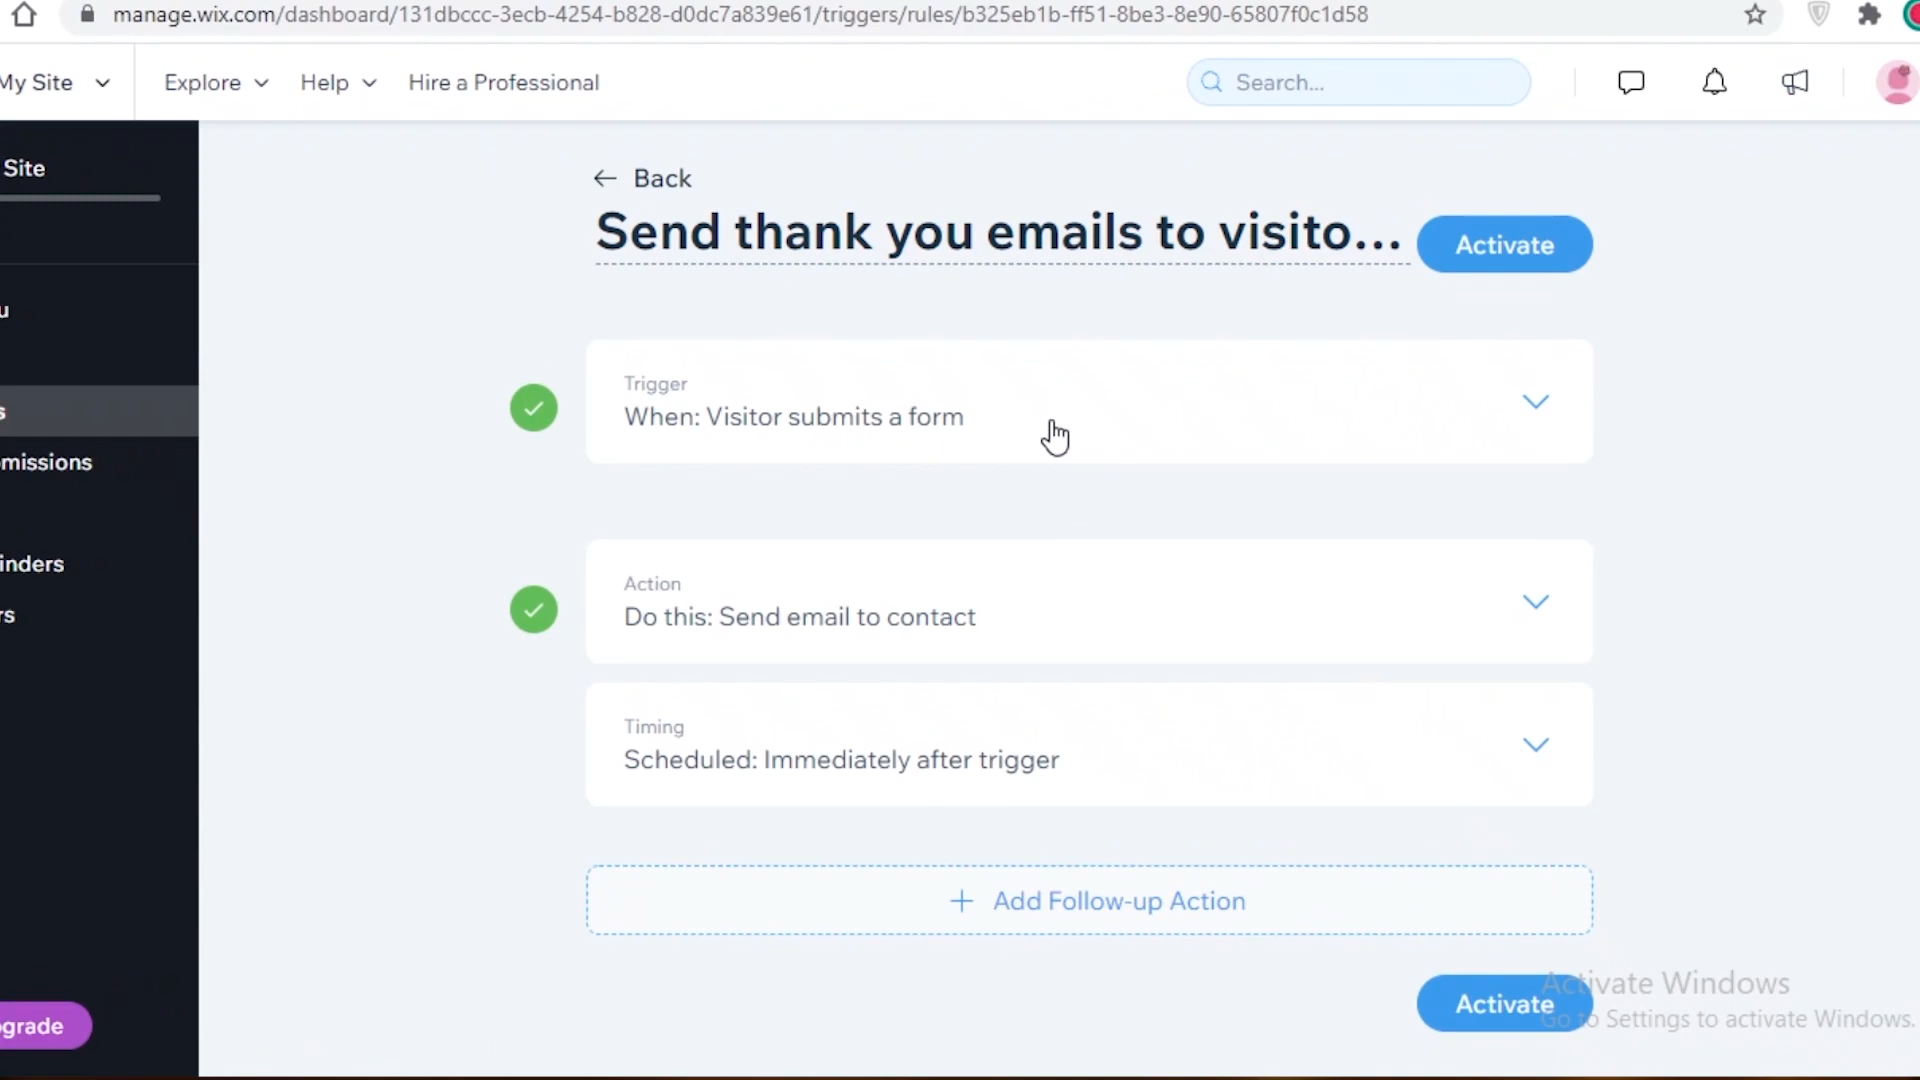 manage.wix.com/dashboard/131dbccc-3ecb-4254-b828-d0dc7a839e61/triggers/rules/b325eb1b-ff51-8be3-8e90-65807f0c1d58
My Site
Explore
Help
Hire a Professional
Search...
Site
Back
Send thank you emails to visito...
Activate
u
Trigger
When: Visitor submits a form
s
missions
Action
Do this: Send email to contact
inders
rs
Timing
Scheduled: Immediately after trigger
Add Follow-up Action
Activate
Activate Windows
Go to Settings to activate Windows.
grade